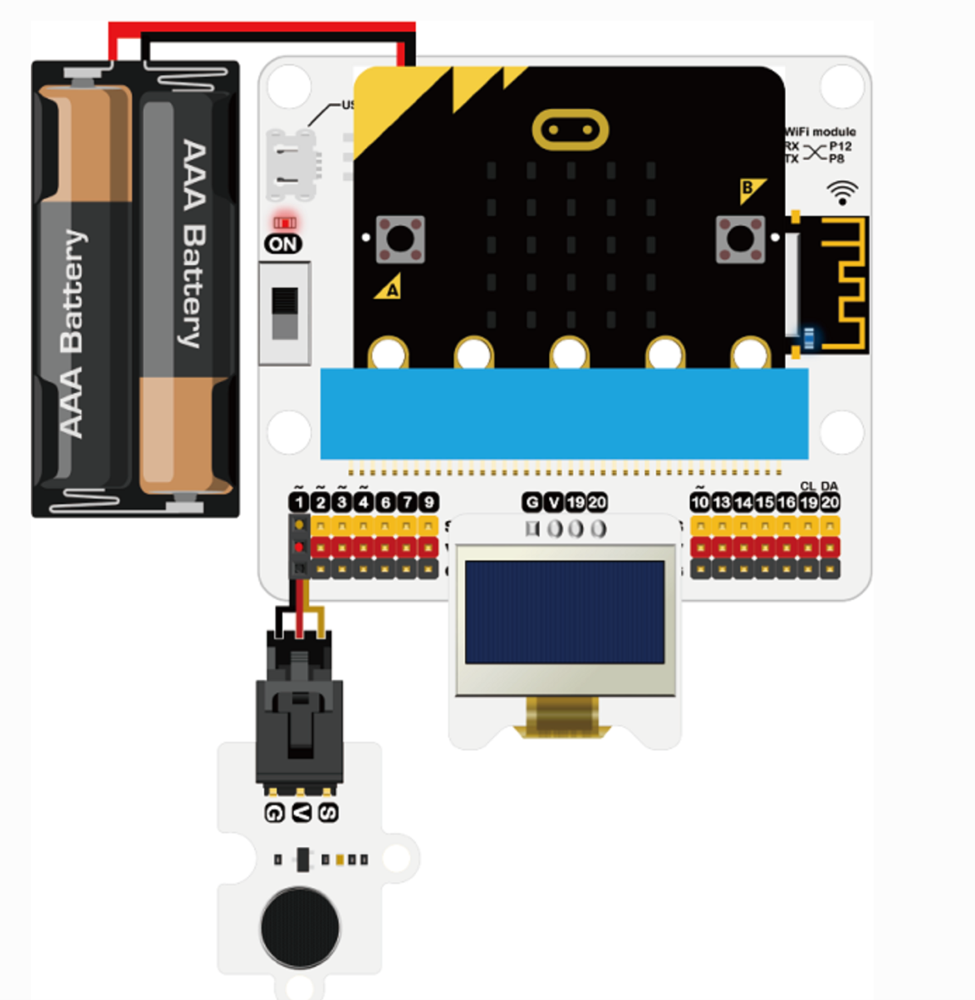 US
WiFi module
RX P12
TX P8
B
ON
A
AAA Battery
AAA Battery
CL DA
~ ~ ~ ~ ~
1 2 3 4 6 7 9
G V 19 20
10 13 14 15 16 19 20
G V S